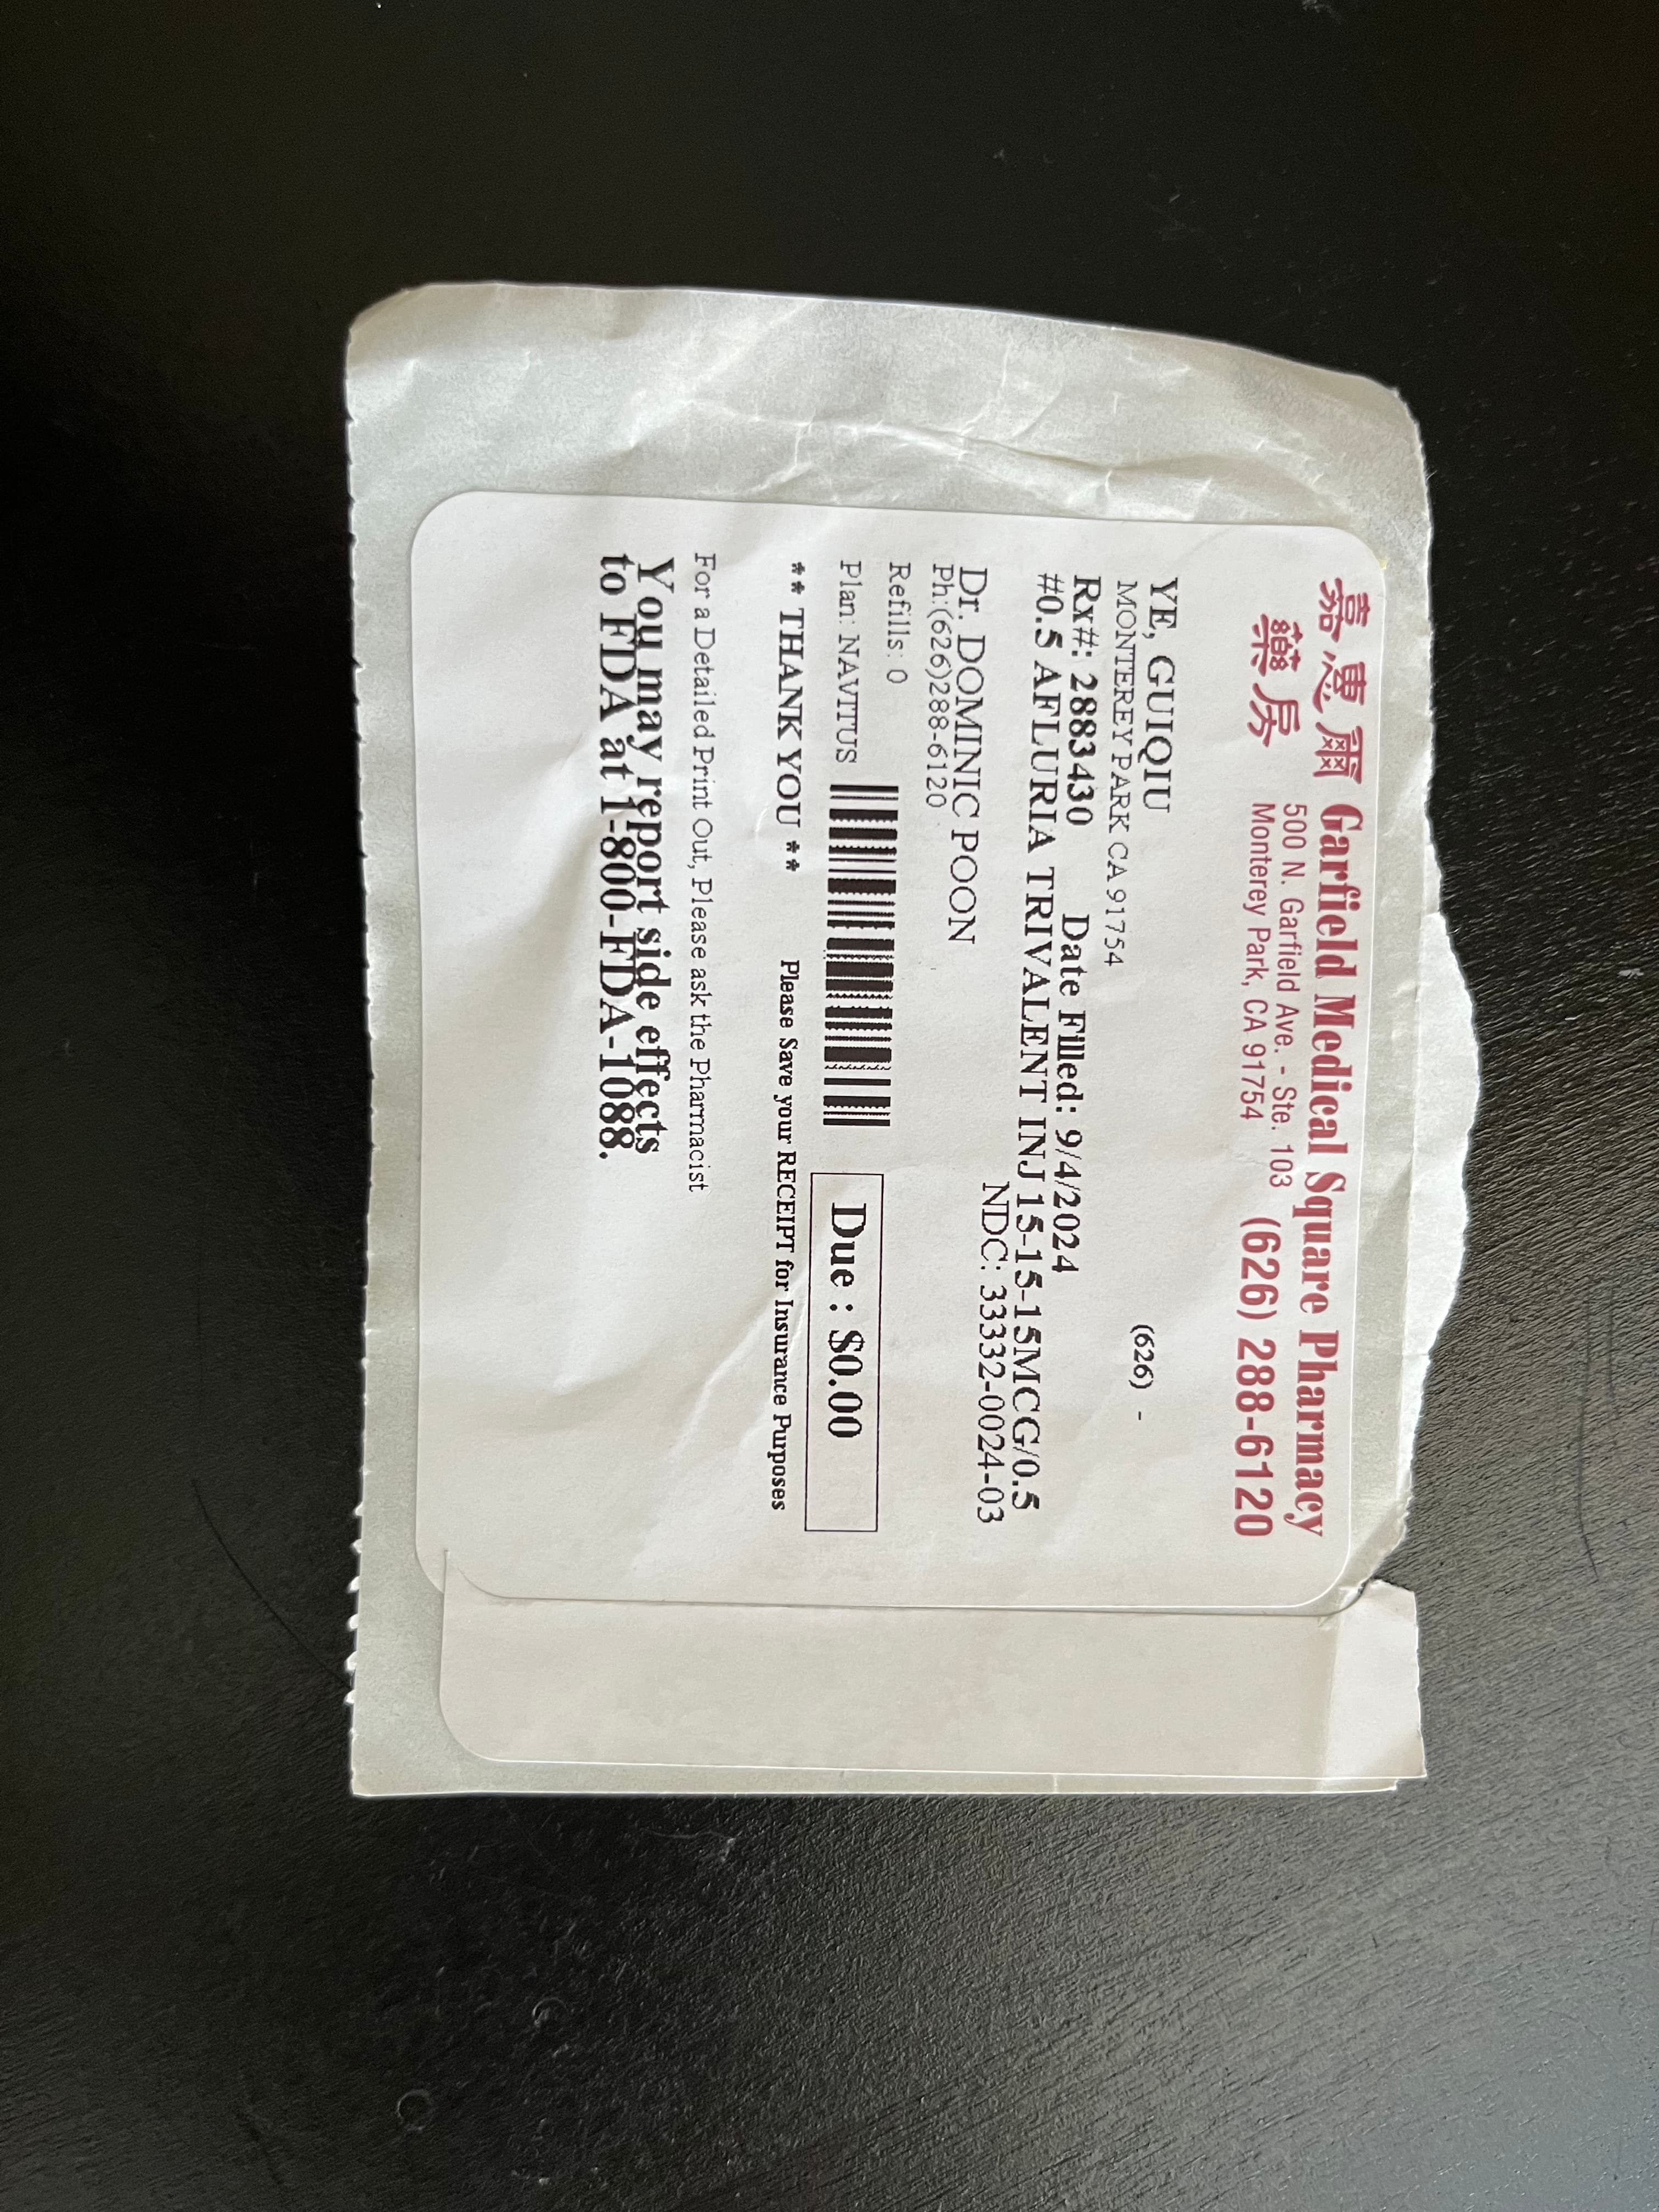 嘉惠爾 Garfield Medical Square Pharmacy
藥房 500 N. Garfield Ave. - Ste. 103
Monterey Park, CA 91754 (626) 288-6120
YE, GUIQIU
MONTEREY PARK CA 91754 (626) -
Rx#: 2883430 Date Filled: 9/4/2024
#0.5 AFLURIA TRIVALENT INJ 15-15-15MCG/0.5
NDC: 33332-0024-03
Dr. DOMINIC POON
Ph:(626)288-6120
Refills: 0
Plan: NAVITUS Due : $0.00
** THANK YOU ** Please Save your RECEIPT for Insurance Purposes
For a Detailed Print Out, Please ask the Pharmacist
You may report side effects
to FDA at 1-800-FDA-1088.